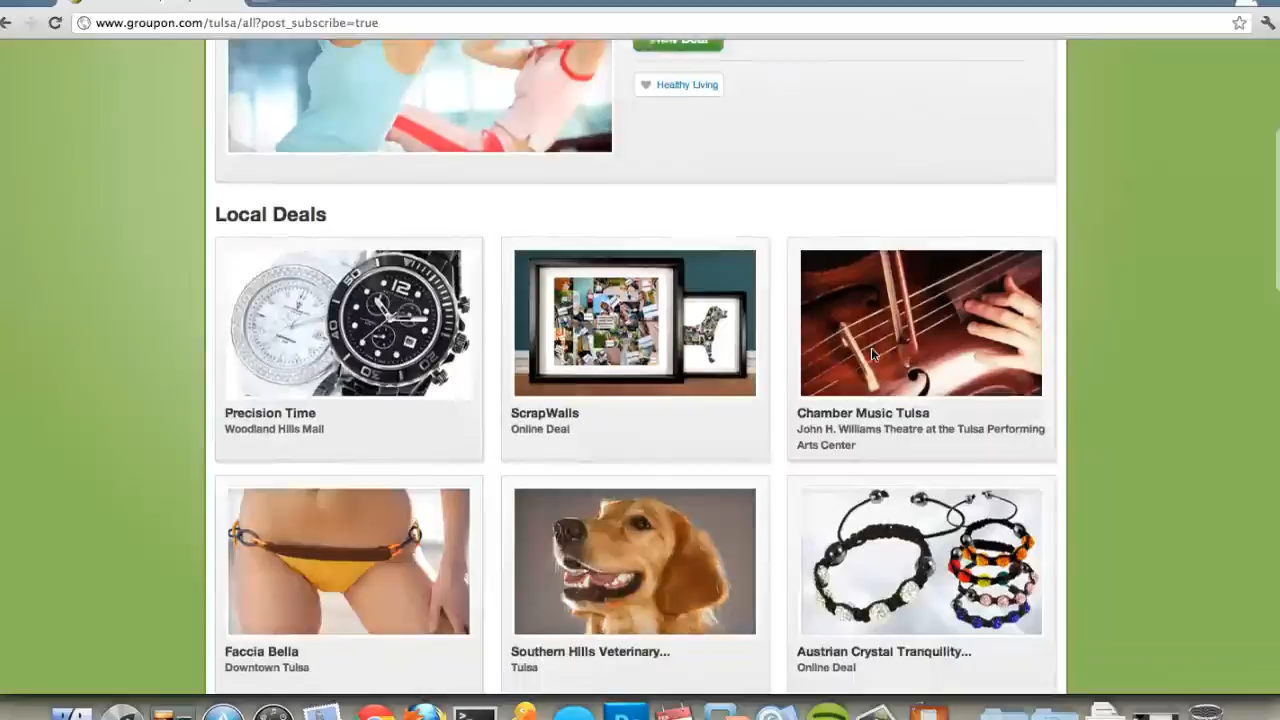 www.groupon.com/tulsa/all?post_subscribe=true
Healthy Living
Local Deals
Precision Time
Woodland Hills Mall
ScrapWalls
Online Deal
Chamber Music Tulsa
John H. Williams Theatre at the Tulsa Performing
Arts Center
12
Faccia Bella
Downtown Tulsa
Southern Hills Veterinary...
Tulsa
Austrian Crystal Tranquility...
Online Deal